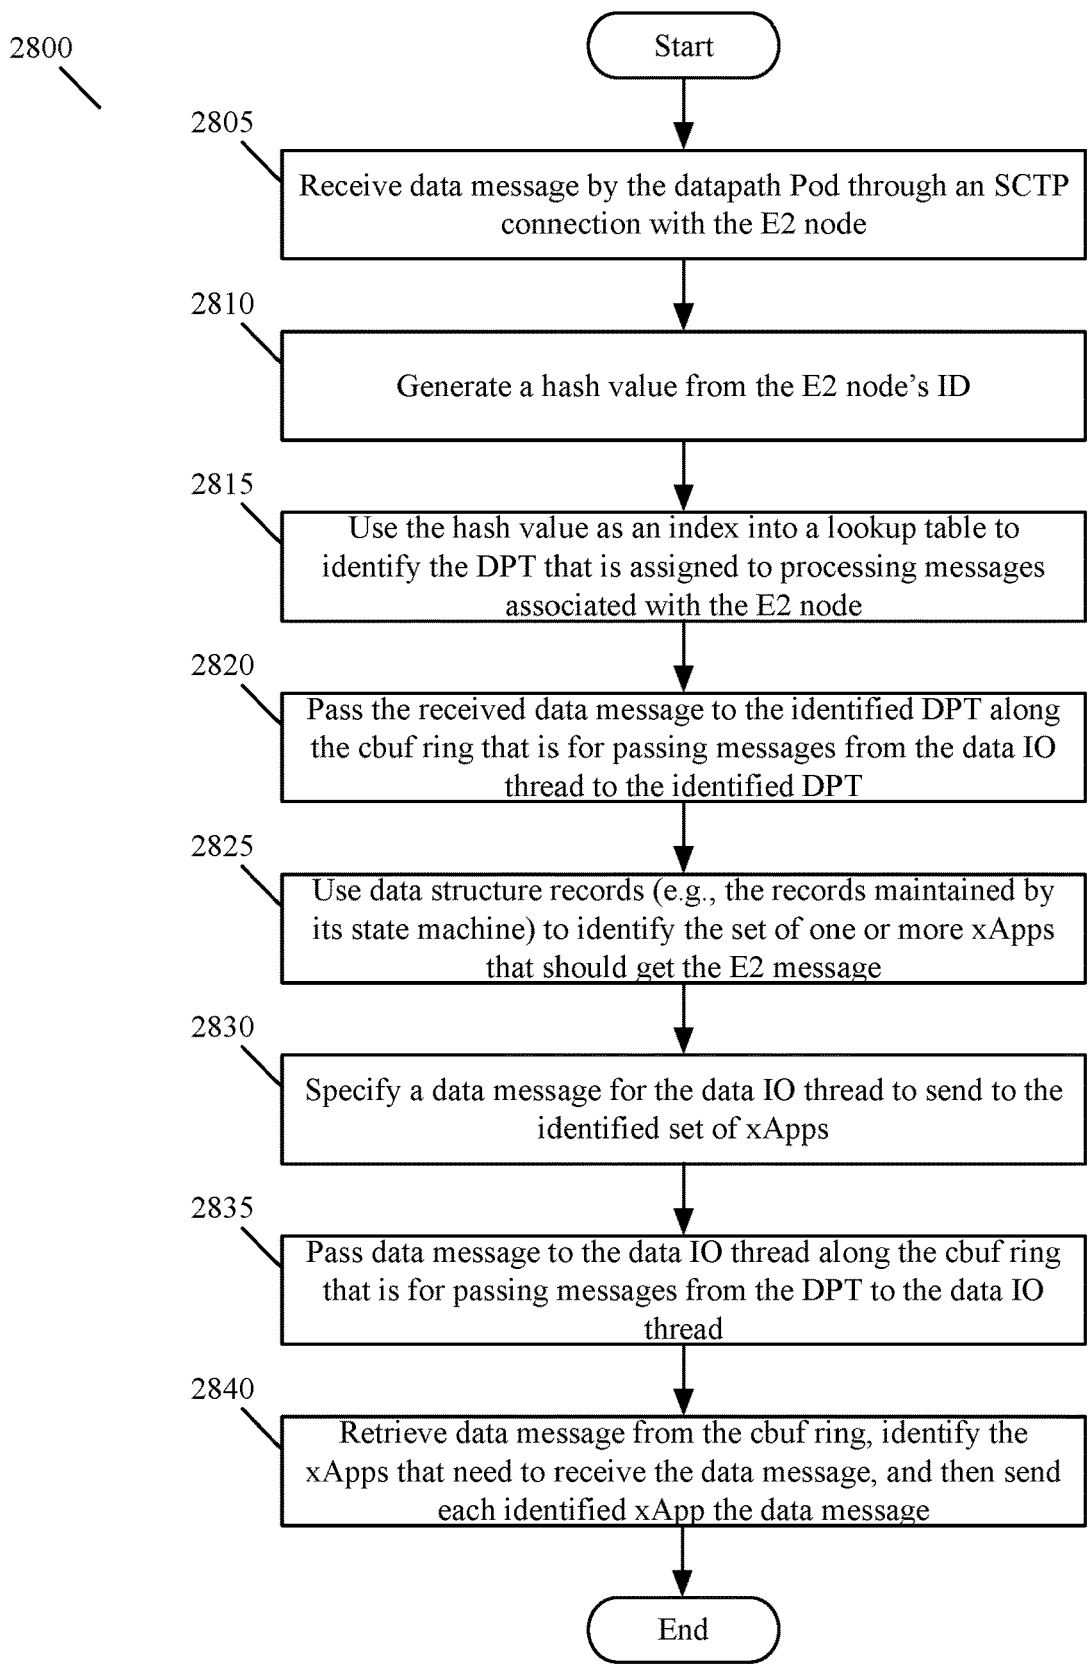 2800
Start
2805
Receive data message by the datapath Pod through an SCTP
connection with the E2 node
2810
Generate a hash value from the E2 node's ID
2815
Use the hash value as an index into a lookup table to
identify the DPT that is assigned to processing messages
associated with the E2 node
2820
Pass the received data message to the identified DPT along
the cbuf ring that is for passing messages from the data IO
thread to the identified DPT
2825
Use data structure records (e.g., the records maintained by
its state machine) to identify the set of one or more xApps
that should get the E2 message
2830
Specify a data message for the data IO thread to send to the
identified set of xApps
2835
Pass data message to the data IO thread along the cbuf ring
that is for passing messages from the DPT to the data IO
thread
2840
Retrieve data message from the cbuf ring, identify the
xApps that need to receive the data message, and then send
each identified xApp the data message
End